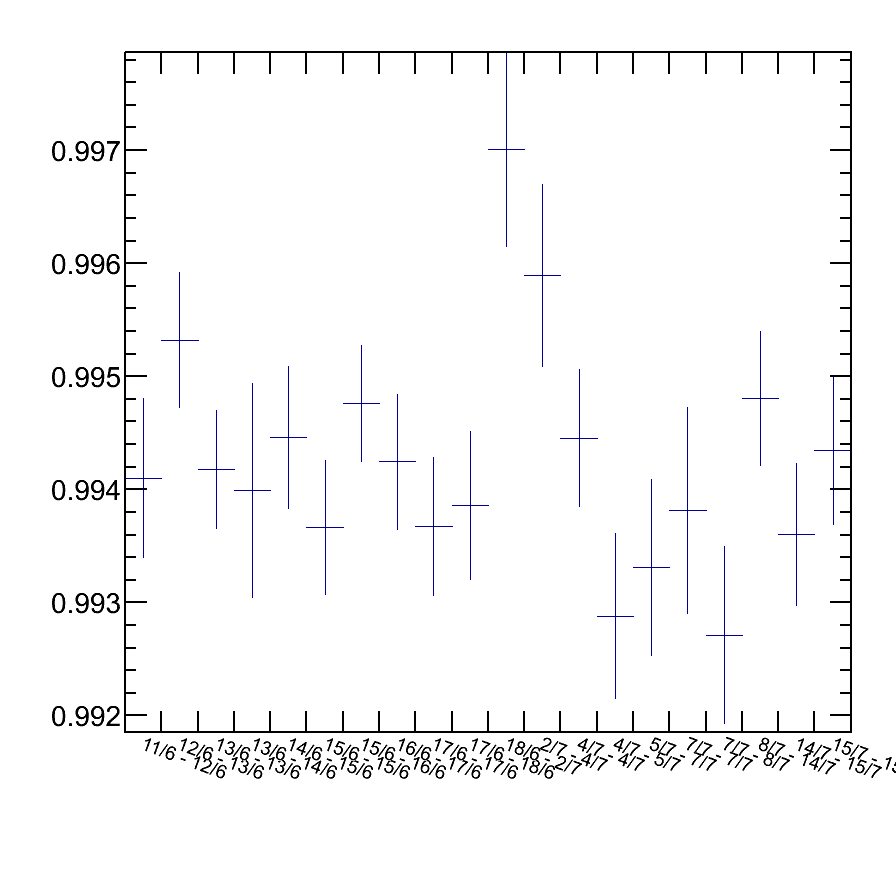 0.997
0.996
0.995
0.994
0.993
0.992
11/6 - 12/6
12/6 - 13/6
13/6 - 13/6
13/6 - 14/6
14/6 - 15/6
15/6 - 15/6
15/6 - 16/6
16/6 - 17/6
17/6 - 17/6
17/6 - 18/6
18/6 - 2/7
2/7 - 4/7
4/7 - 4/7
4/7 - 5/7
5/7 - 7/7
7/7 - 7/7
7/7 - 8/7
8/7 - 14/7
14/7 - 15/7
15/7 -